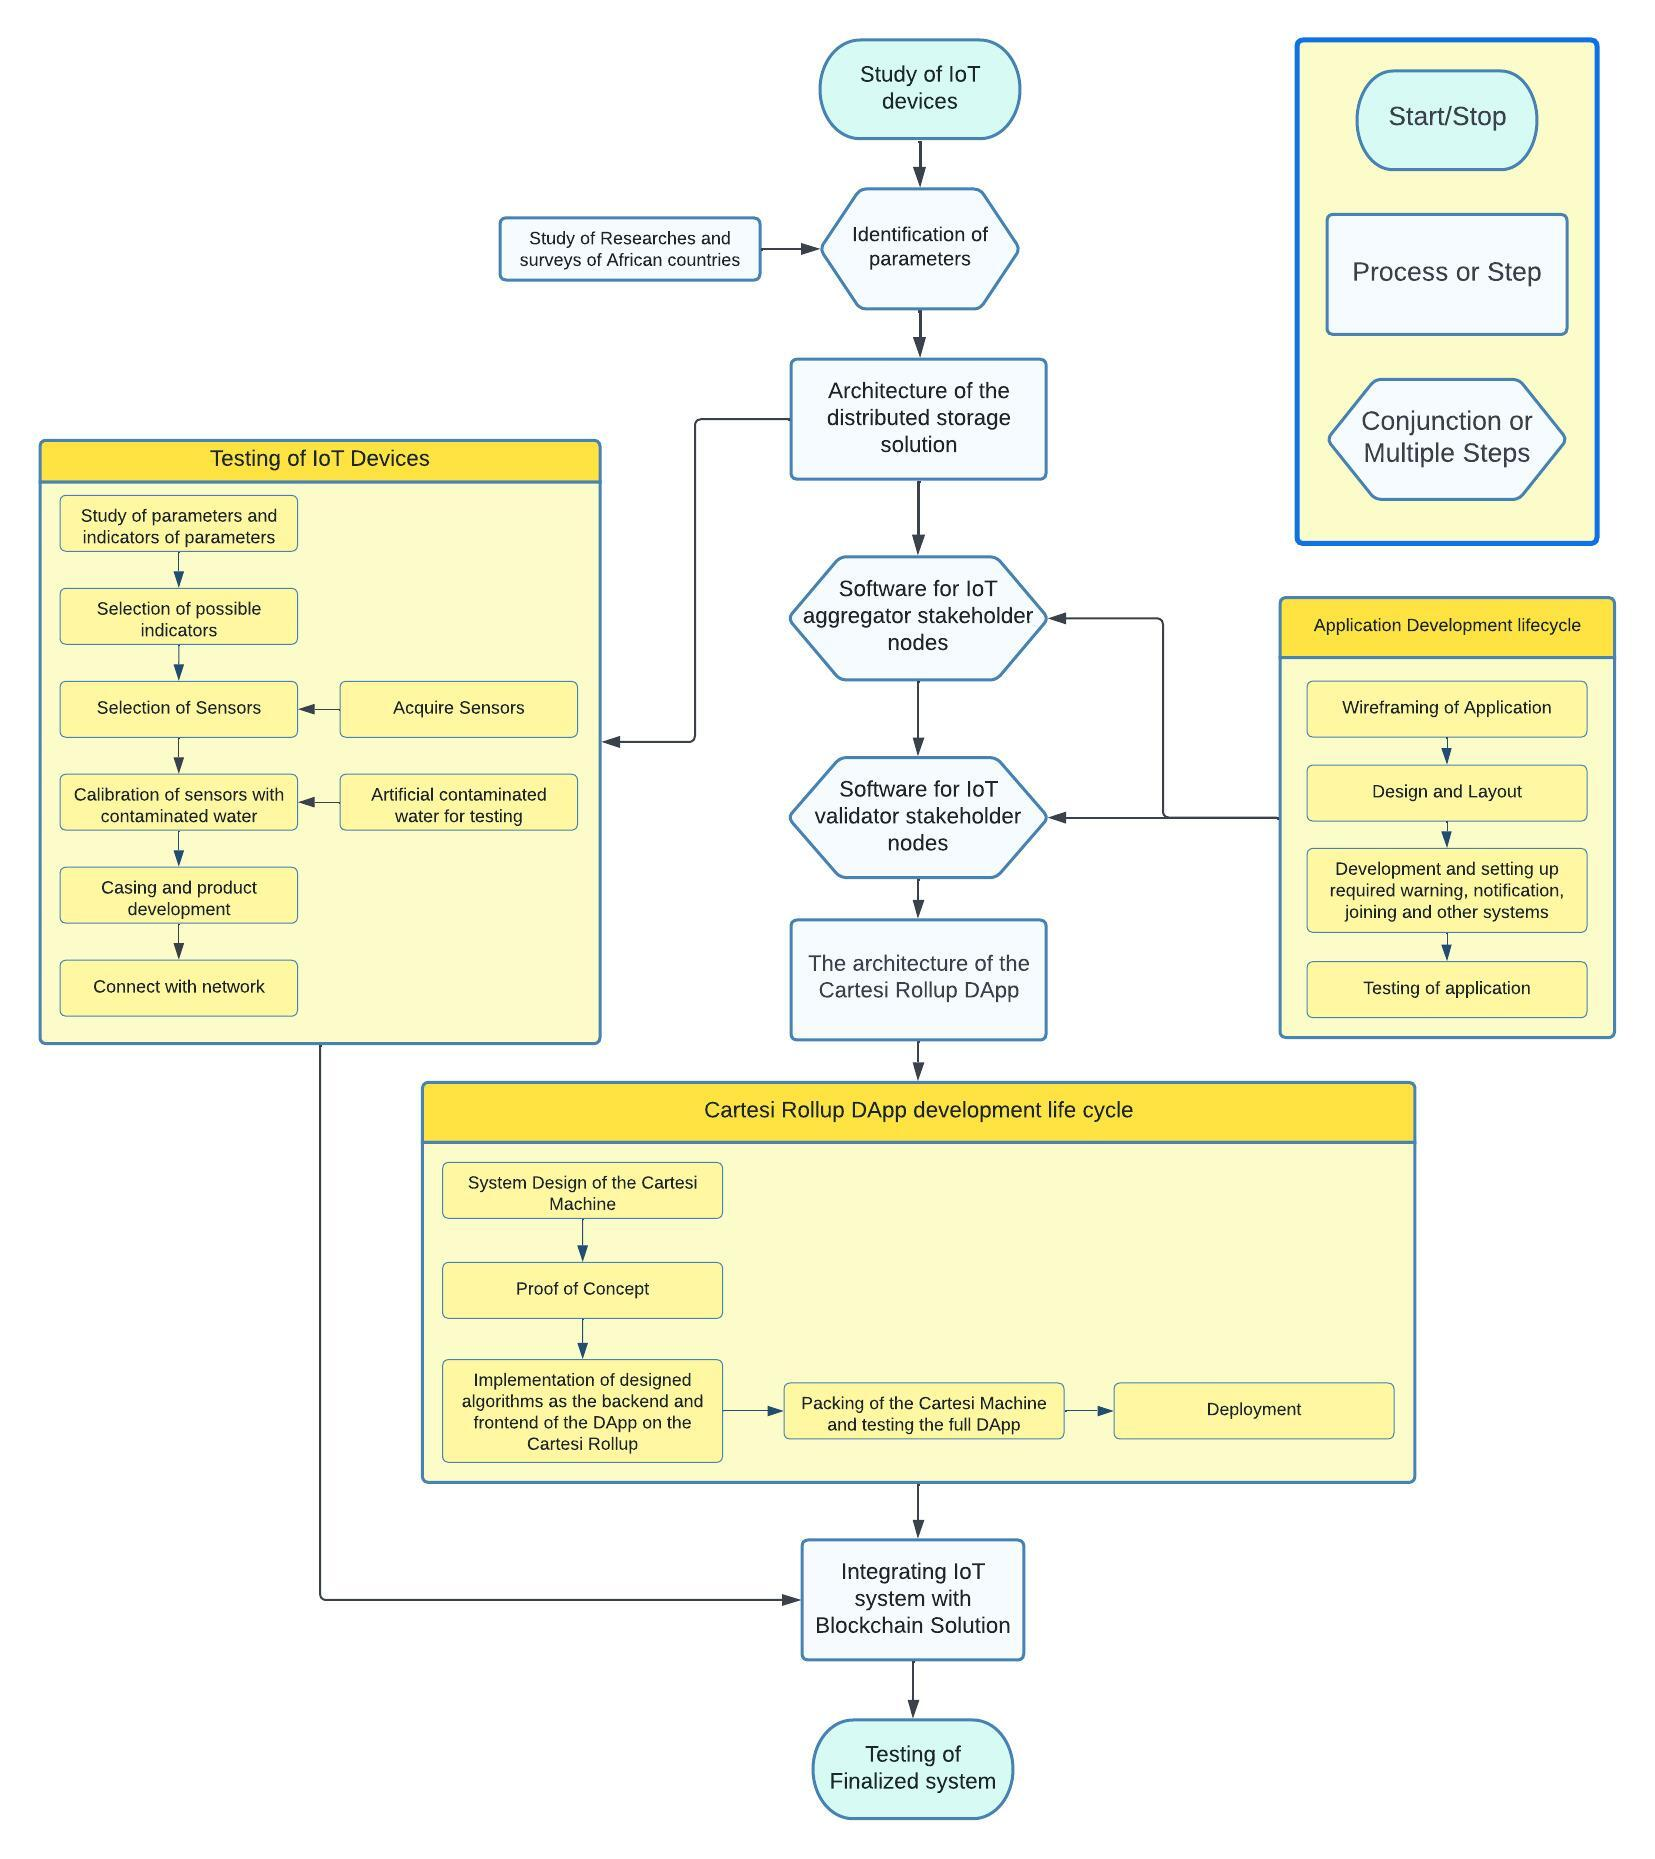 Study of IoT
devices
Start/Stop
Study of Researches and
surveys of African countries
Identification of
parameters
Process or Step
Architecture of the
distributed storage
solution
Conjunction or
Multiple Steps
Testing of IoT Devices
Study of parameters and
indicators of parameters
Selection of possible
indicators
Selection of Sensors
Acquire Sensors
Calibration of sensors with
contaminated water
Artificial contaminated
water for testing
Casing and product
development
Connect with network
Software for IoT
aggregator stakeholder
nodes
Software for IoT
validator stakeholder
nodes
The architecture of the
Cartesi Rollup DApp
Application Development lifecycle
Wireframing of Application
Design and Layout
Development and setting up
required warning, notification,
joining and other systems
Testing of application
Cartesi Rollup DApp development life cycle
System Design of the Cartesi
Machine
Proof of Concept
Implementation of designed
algorithms as the backend and
frontend of the DApp on the
Cartesi Rollup
Packing of the Cartesi Machine
and testing the full DApp
Deployment
Integrating IoT
system with
Blockchain Solution
Testing of
Finalized system